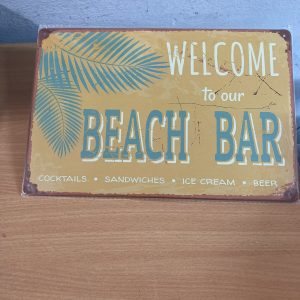 WELCOME
to our
BEACH BAR
COCKTAILS • SANDWICHES • ICE CREAM • BEER